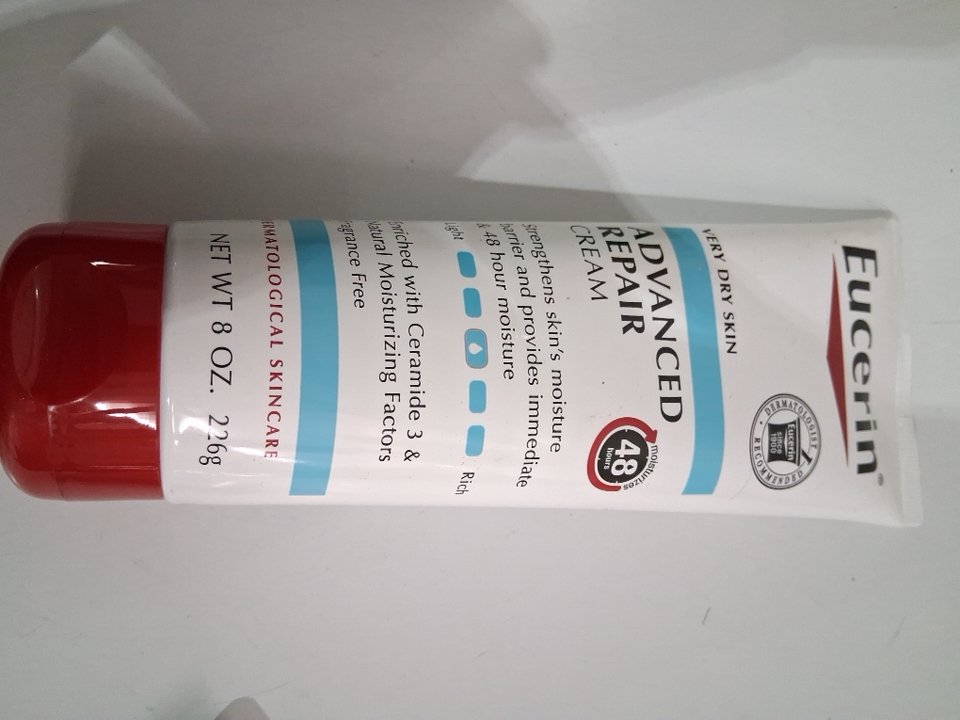 Eucerin®
DERMATOLOGIST
Eucerin
since
1900
RECOMMENDED
VERY DRY SKIN
ADVANCED
REPAIR
CREAM
moisturizes
48
hours
Strengthens skin's moisture
barrier and provides immediate
& 48 hour moisture
Light
Rich
Enriched with Ceramide 3 &
Natural Moisturizing Factors
Fragrance Free
DERMATOLOGICAL SKINCARE
NET WT 8 OZ. 226g